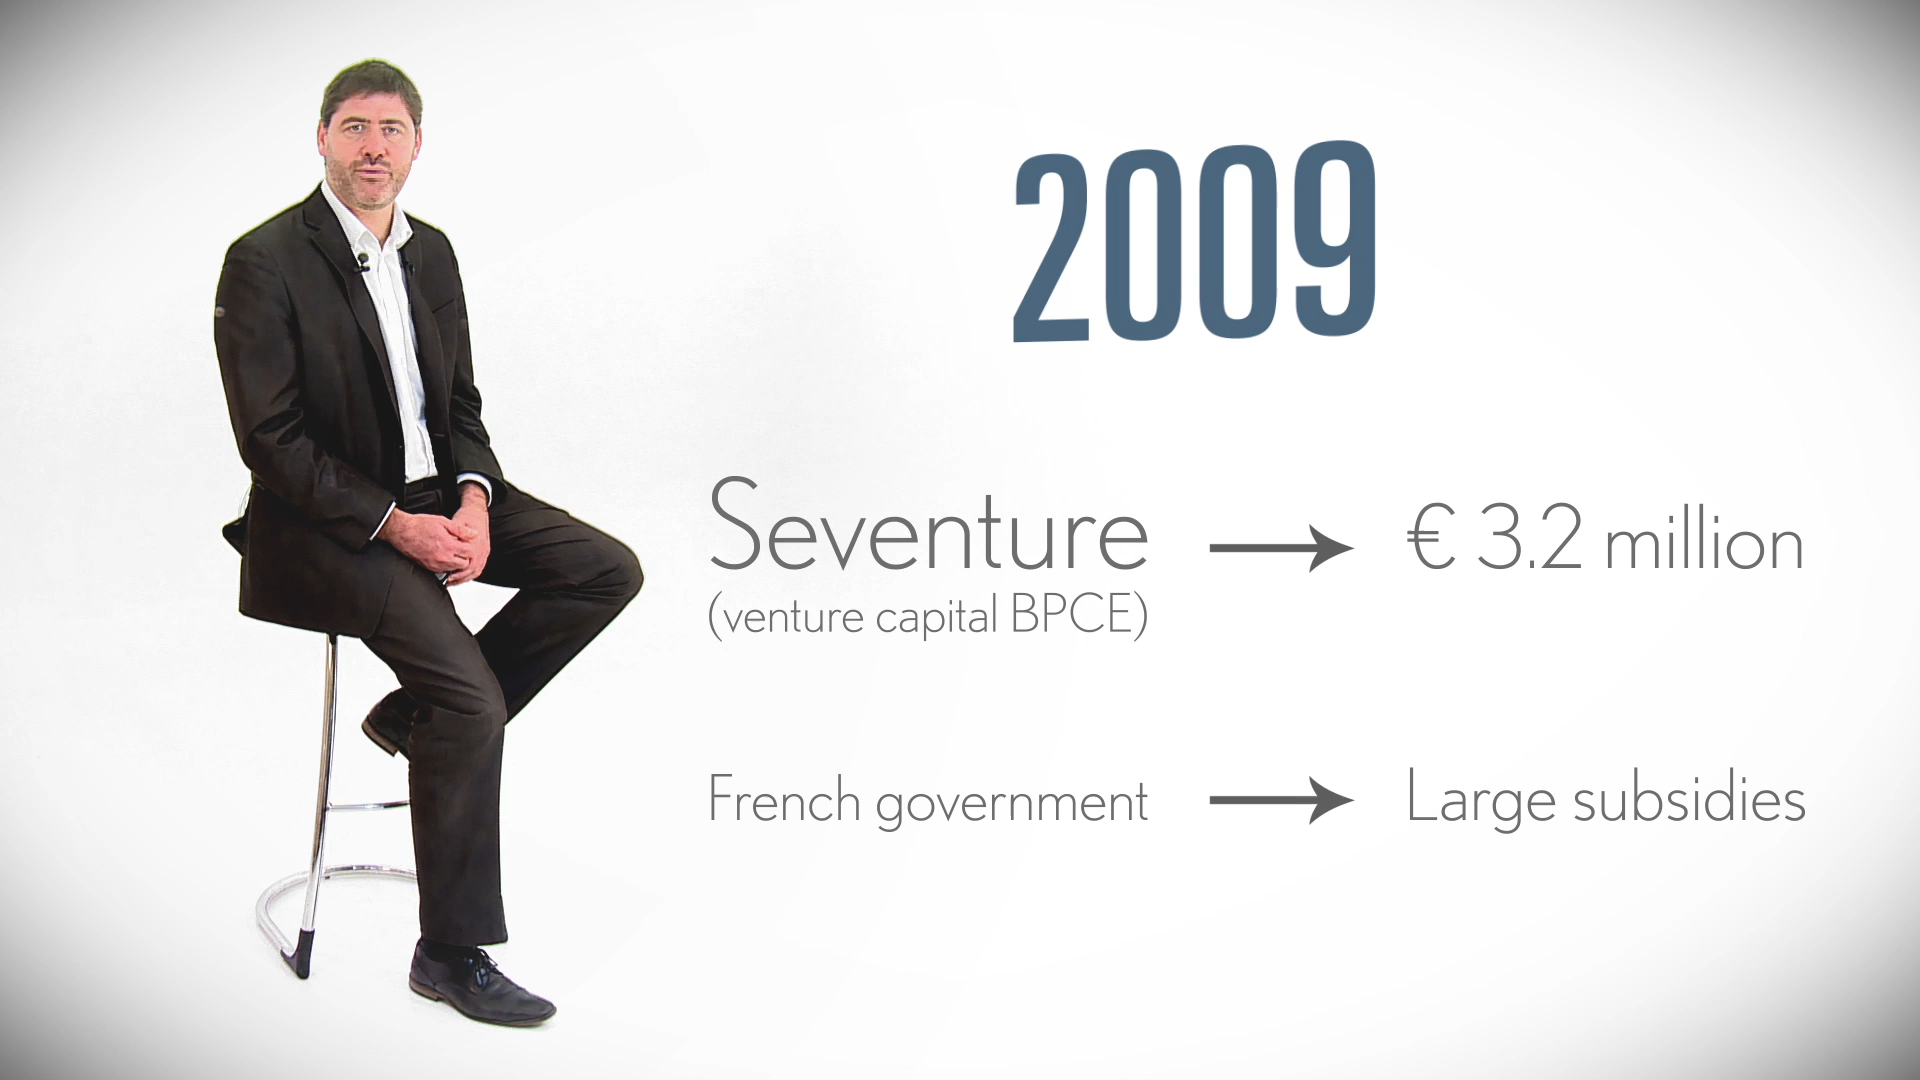 2009
Seventure → € 3.2 million
(venture capital BPCE)
French government → Large subsidies